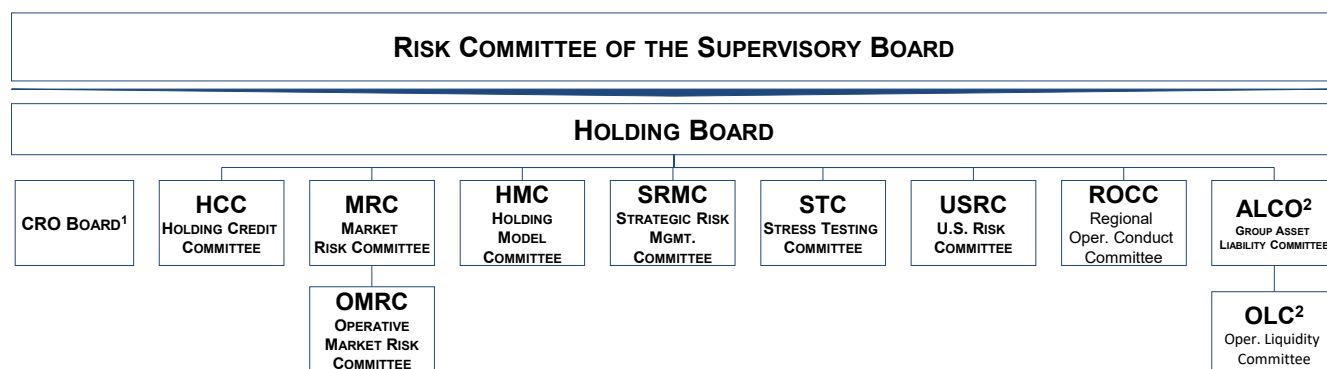 RISK COMMITTEE OF THE SUPERVISORY BOARD
HOLDING BOARD
CRO BOARD¹
HCC
HOLDING CREDIT
COMMITTEE
MRC
MARKET
RISK COMMITTEE
HMC
HOLDING
MODEL
COMMITTEE
SRMC
STRATEGIC RISK
MGMT.
COMMITTEE
STC
STRESS TESTING
COMMITTEE
USRC
U.S. RISK
COMMITTEE
ROCC
Regional
Oper. Conduct
Committee
ALCO²
GROUP ASSET
LIABILITY COMMITTEE
OMRC
OPERATIVE
MARKET RISK
COMMITTEE
OLC²
Oper. Liquidity
Committee